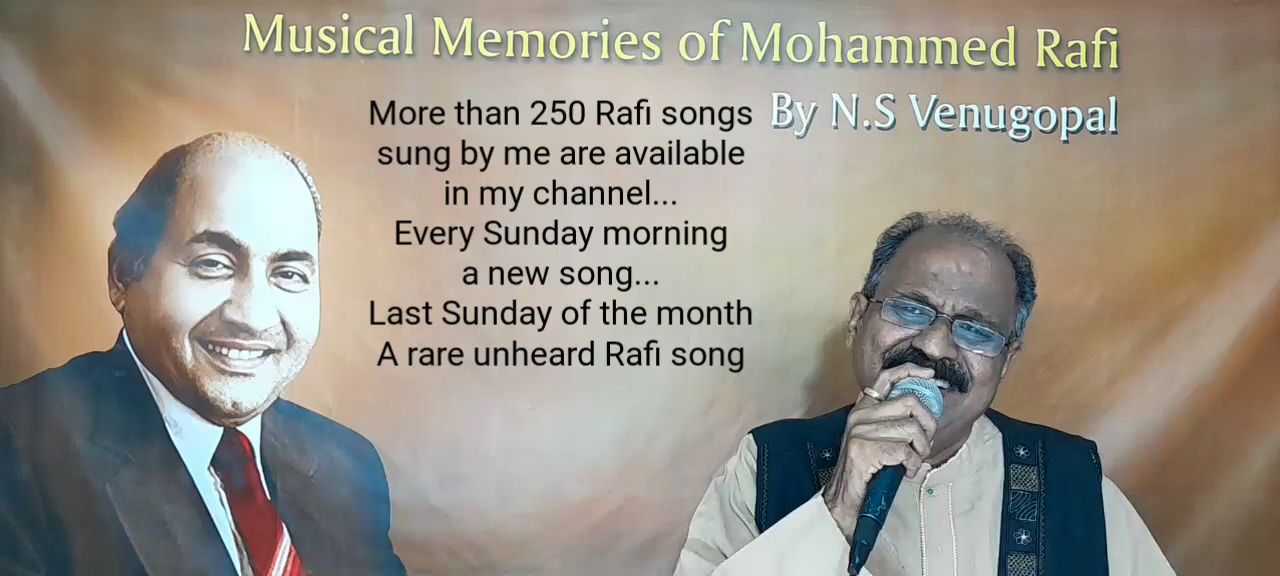 Musical Memories of Mohammed Rafi
By N.S Venugopal
More than 250 Rafi songs
sung by me are available
in my channel...
Every Sunday morning
a new song...
Last Sunday of the month
A rare unheard Rafi song